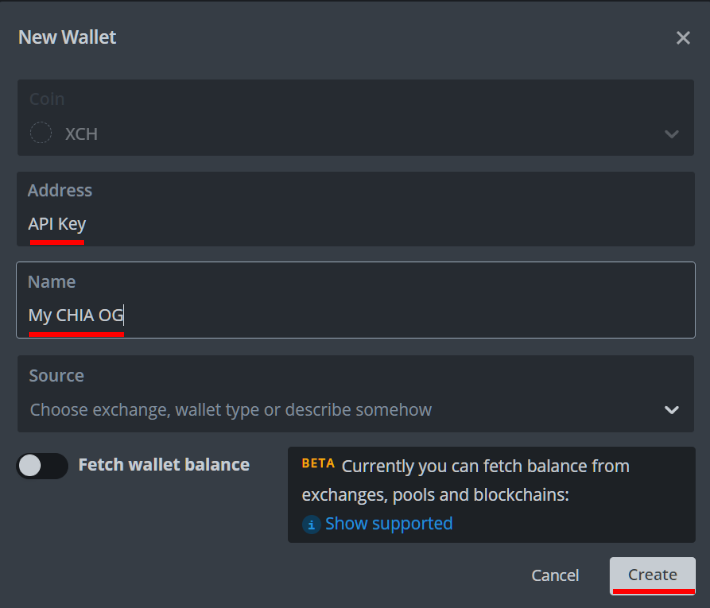 New Wallet
Coin
XCH
Address
API Key
Name
My CHIA OG
Source
Choose exchange, wallet type or describe somehow
Fetch wallet balance
BETA Currently you can fetch balance from
exchanges, pools and blockchains:
i Show supported
Cancel
Create